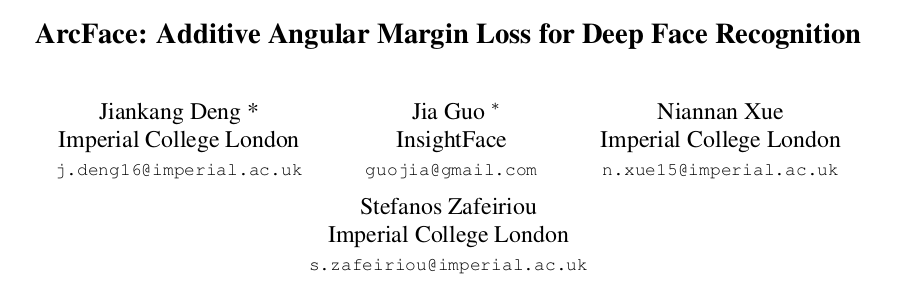 ArcFace: Additive Angular Margin Loss for Deep Face Recognition
Jiankang Deng *
Imperial College London
j.deng16@imperial.ac.uk
Jia Guo *
InsightFace
guojia@gmail.com
Niannan Xue
Imperial College London
n.xue15@imperial.ac.uk
Stefanos Zafeiriou
Imperial College London
s.zafeiriou@imperial.ac.uk